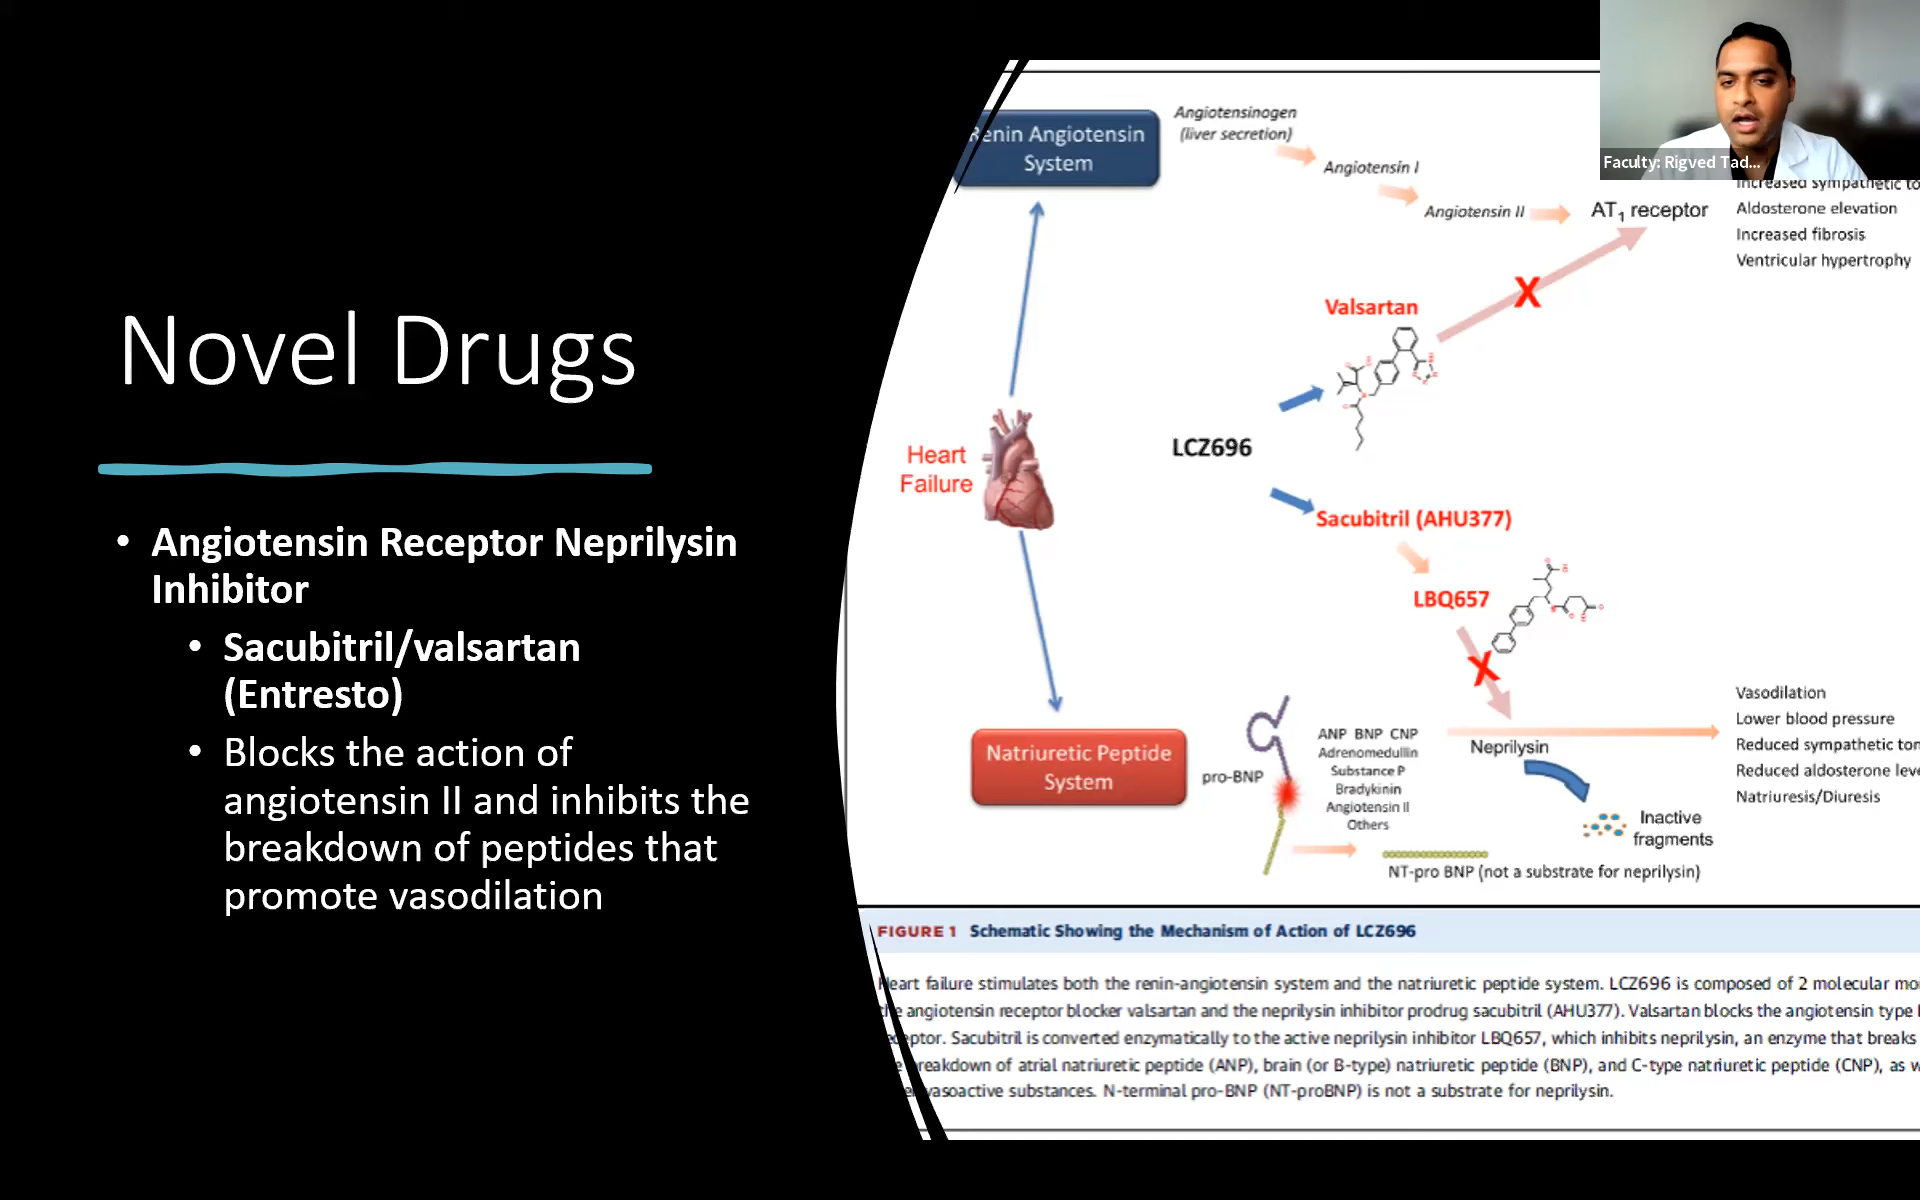 Novel Drugs
• Angiotensin Receptor Neprilysin
Inhibitor
• Sacubitril/valsartan
(Entresto)
• Blocks the action of
angiotensin II and inhibits the
breakdown of peptides that
promote vasodilation
Faculty: Rigved Tad...
Renin Angiotensin
System
Angiotensinogen
(liver secretion)
Angiotensin I
Angiotensin II
AT1 receptor
Increased sympathetic to
Aldosterone elevation
Increased fibrosis
Ventricular hypertrophy
Valsartan
X
Heart
Failure
LCZ696
Sacubitril (AHU377)
LBQ657
X
Natriuretic Peptide
System
pro-BNP
ANP BNP CNP
Adrenomedullin
Substance P
Bradykinin
Angiotensin II
Others
Neprilysin
Inactive
fragments
NT-pro BNP (not a substrate for neprilysin)
Vasodilation
Lower blood pressure
Reduced sympathetic ton
Reduced aldosterone leve
Natriuresis/Diuresis
FIGURE 1 Schematic Showing the Mechanism of Action of LCZ696
Heart failure stimulates both the renin-angiotensin system and the natriuretic peptide system. LCZ696 is composed of 2 molecular mo
the angiotensin receptor blocker valsartan and the neprilysin inhibitor prodrug sacubitril (AHU377). Valsartan blocks the angiotensin type
receptor. Sacubitril is converted enzymatically to the active neprilysin inhibitor LBQ657, which inhibits neprilysin, an enzyme that breaks
breakdown of atrial natriuretic peptide (ANP), brain (or B-type) natriuretic peptide (BNP), and C-type natriuretic peptide (CNP), as w
vasoactive substances. N-terminal pro-BNP (NT-proBNP) is not a substrate for neprilysin.